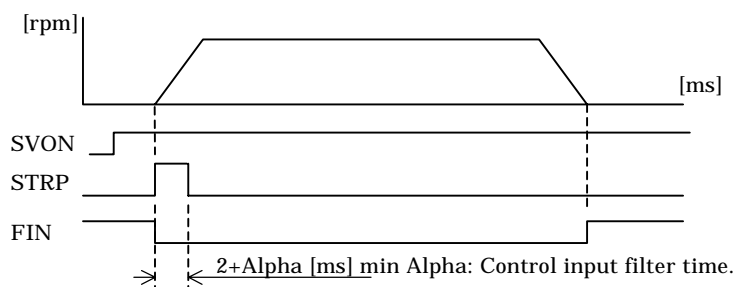 [rpm]
[ms]
SVON
STRP
FIN
2+Alpha [ms] min Alpha: Control input filter time.